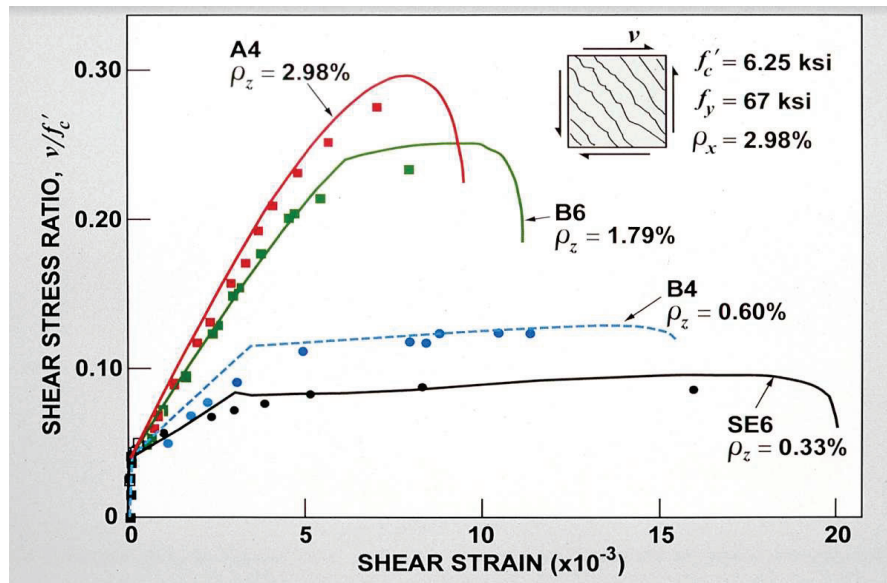 A4
ρz = 2.98%
v
fc′ = 6.25 ksi
fy = 67 ksi
ρx = 2.98%
0.30
0.20
0.10
0
SHEAR STRESS RATIO, v/fc′
B6
ρz = 1.79%
B4
ρz = 0.60%
SE6
ρz = 0.33%
0 5 10 15 20
SHEAR STRAIN (x10⁻³)